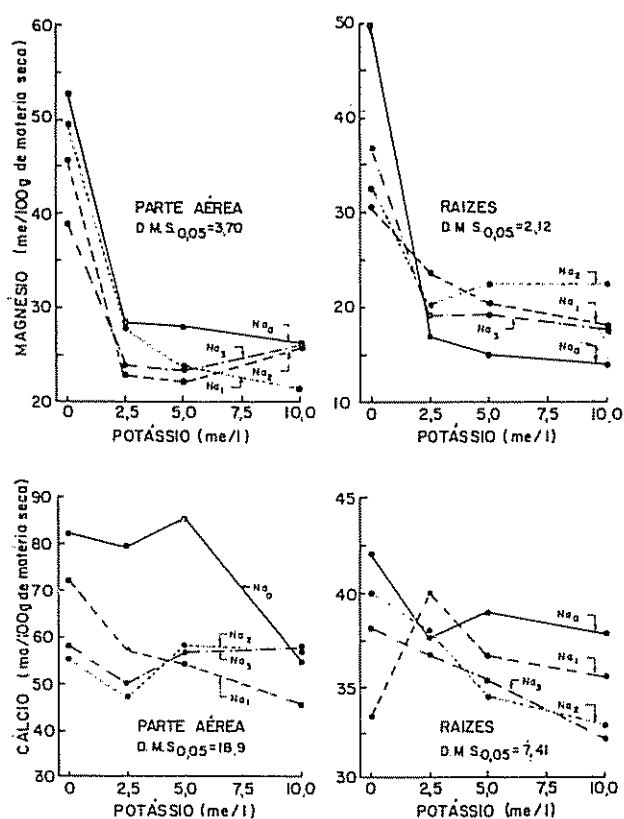 MAGNÉSIO (me/100g de materia seca)
60
50
40
30
20
PARTE AÉREA
D.M.S.0,05=3,70
Na0
Na3
Na2
Na1
0 2,5 5,0 7,5 10,0
POTÁSSIO (me/l)
50
40
30
20
10
RAIZES
D.M.S.0,05=2,12
Na2
Na1
Na3
Na0
0 2,5 5,0 7,5 10,0
POTÁSSIO (me/l)
CÁLCIO (me/100g de matéria seca)
90
80
70
60
50
40
30
Na0
Na2
Na3
Na1
PARTE AÉREA
D.M.S0,05=18,9
0 2,5 5,0 7,5 10,0
POTÁSSIO (me/l)
45
40
35
30
Na0
Na1
Na3
Na2
RAIZES
D.M.S0,05=7,41
0 2,5 5,0 7,5 10,0
POTÁSSIO (me/l)